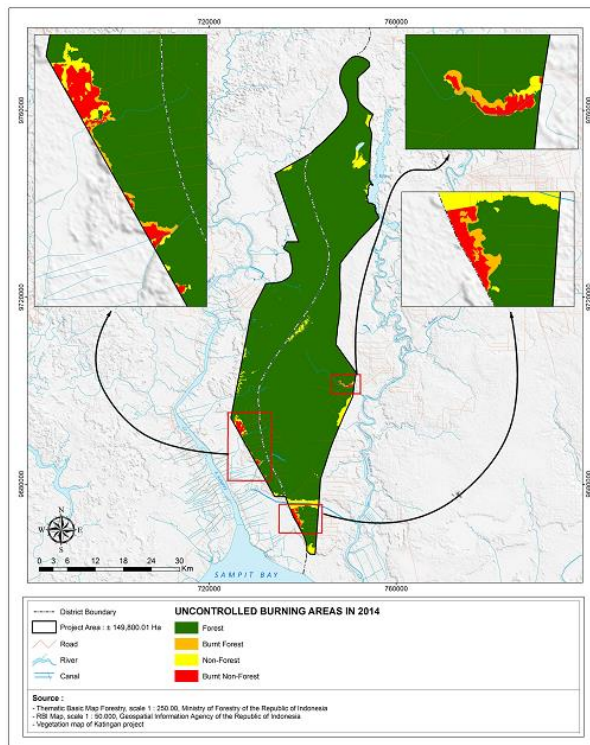 720000
760000
9760000
9760000
9720000
9720000
9680000
9680000
N
W
E
S
0 3 6 12 18 24 30
Km
SAMPIT BAY
720000
760000
District Boundary
Project Area : ± 149,800.01 Ha
Road
River
Canal
UNCONTROLLED BURNING AREAS IN 2014
Forest
Burnt Forest
Non-Forest
Burnt Non-Forest
Source :
- Thematic Basic Map Forestry, scale 1 : 250.00, Ministry of Forestry of the Republic of Indonesia
- RBI Map, scale 1 : 50.000, Geospatial Information Agency of the Republic of Indonesia
- Vegetation map of Katingan project